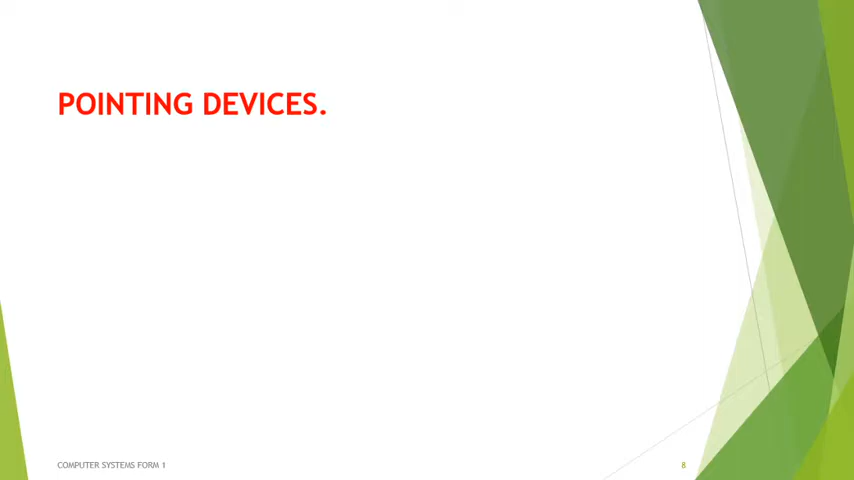 POINTING DEVICES.
COMPUTER SYSTEMS FORM 1
8